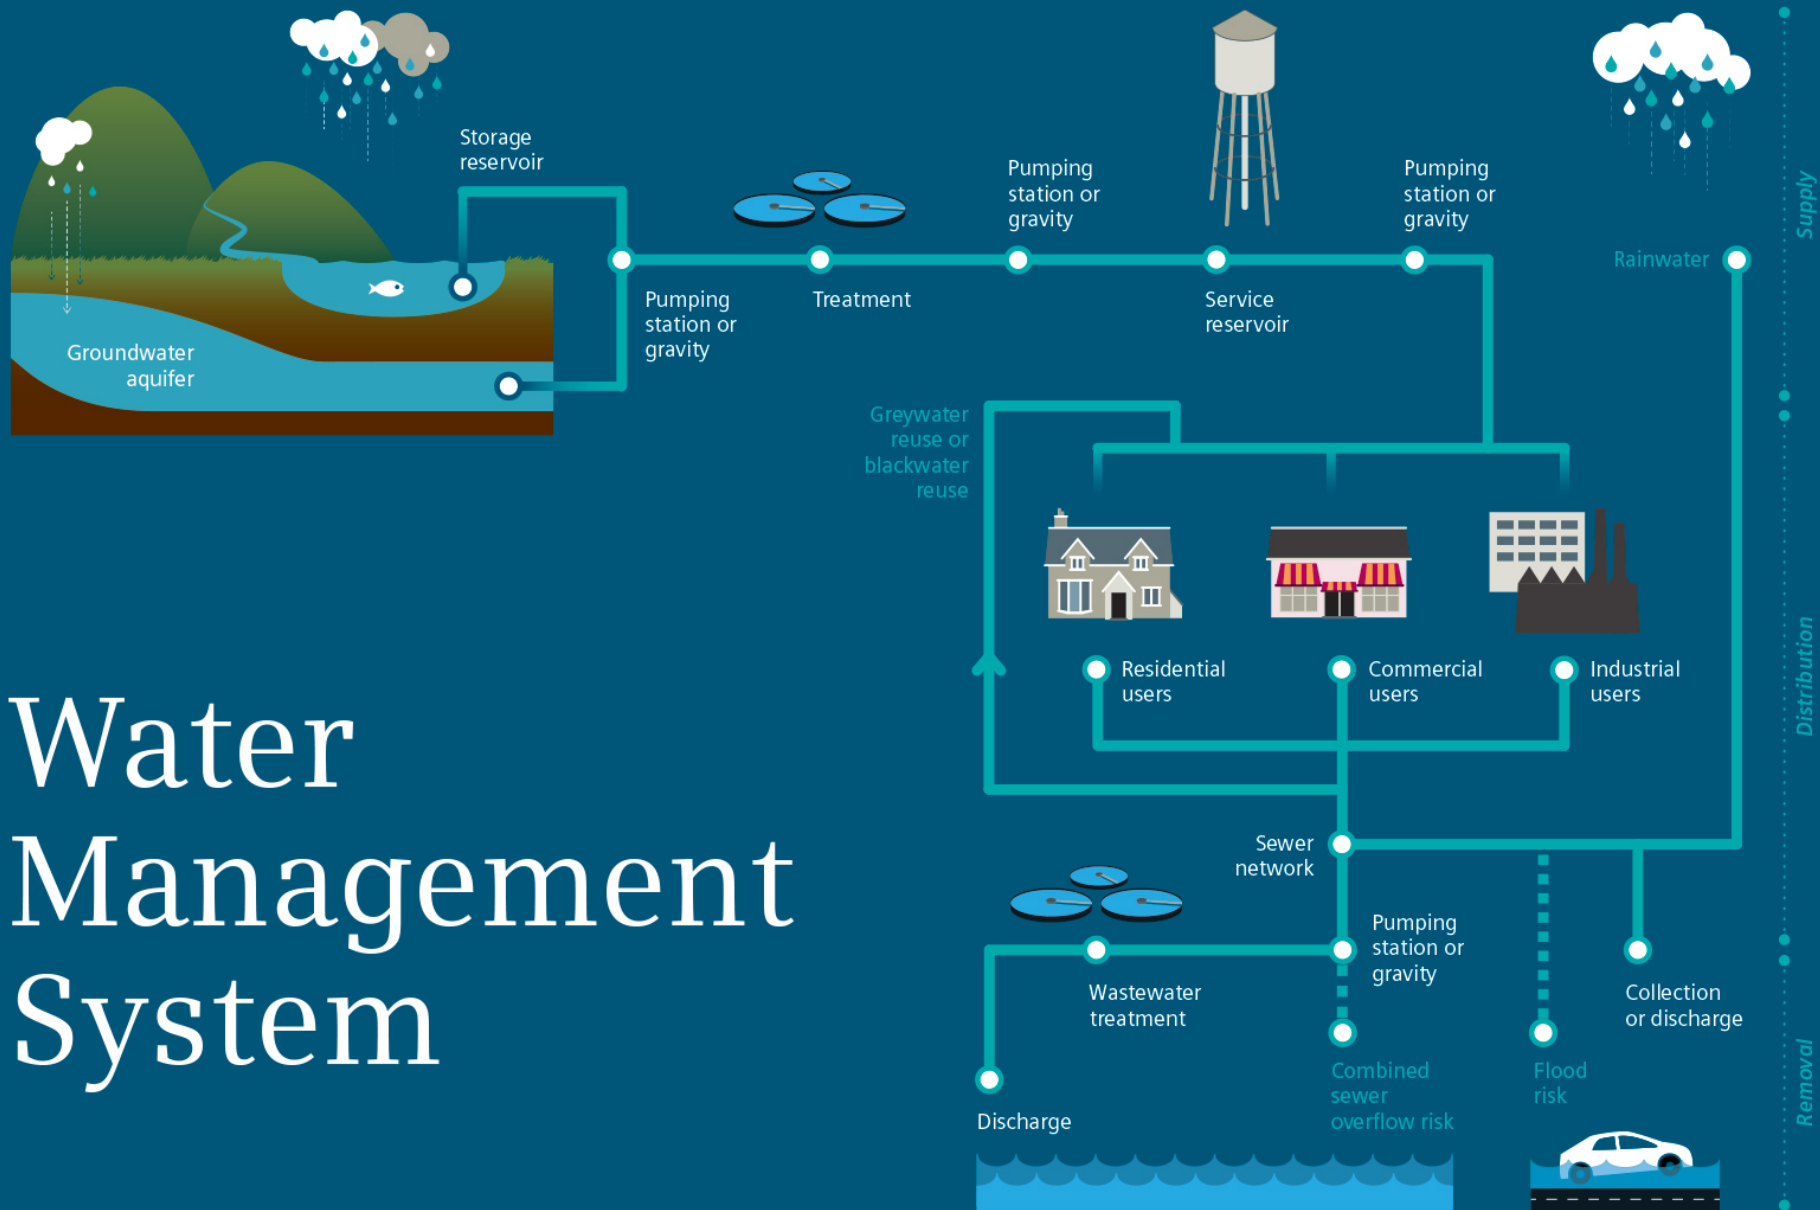 Storage
reservoir
Groundwater
aquifer
Pumping
station or
gravity
Treatment
Pumping
station or
gravity
Service
reservoir
Pumping
station or
gravity
Rainwater
Supply
Greywater
reuse or
blackwater
reuse
Residential
users
Commercial
users
Industrial
users
Distribution
Water
Management
System
Sewer
network
Pumping
station or
gravity
Wastewater
treatment
Collection
or discharge
Discharge
Combined
sewer
overflow risk
Flood
risk
Removal